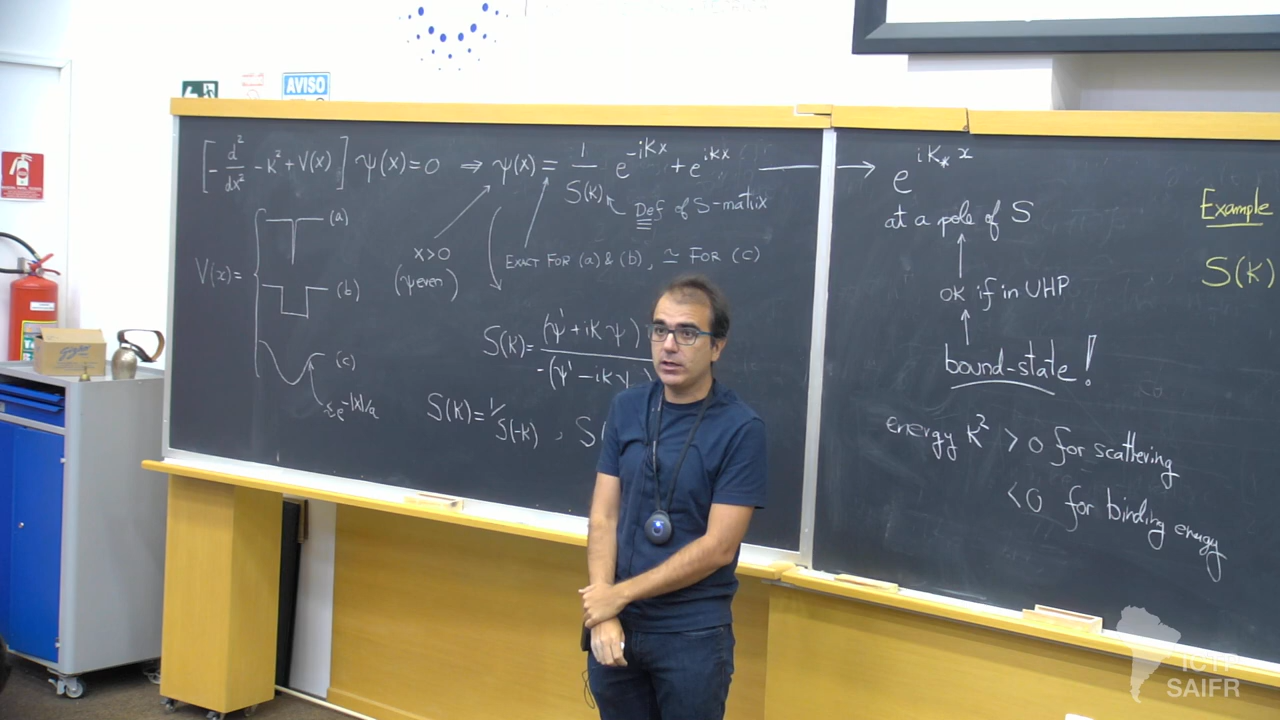 AVISO
[-d²/dx² - k² + V(x)] ψ(x) = 0 ⇒ ψ(x) = 1/S(k) e^{-ikx} + e^{ikx} ⟶ e^{ik_* x}
Def of S-matrix
at a pole of S
V(x) = { (a)
(b)
(c)
-ε e^{-|x|/a}
x>0
(ψ even)
EXACT FOR (a) & (b), ≃ FOR (c)
S(k) = (ψ' + ikψ) / -(ψ' - ikψ
S(k) = 1/S(-k) , S(
OK if in UHP
bound-state!
energy k² > 0 for scattering
< 0 for binding energy
Example
S(k)
ICTP
SAIFR